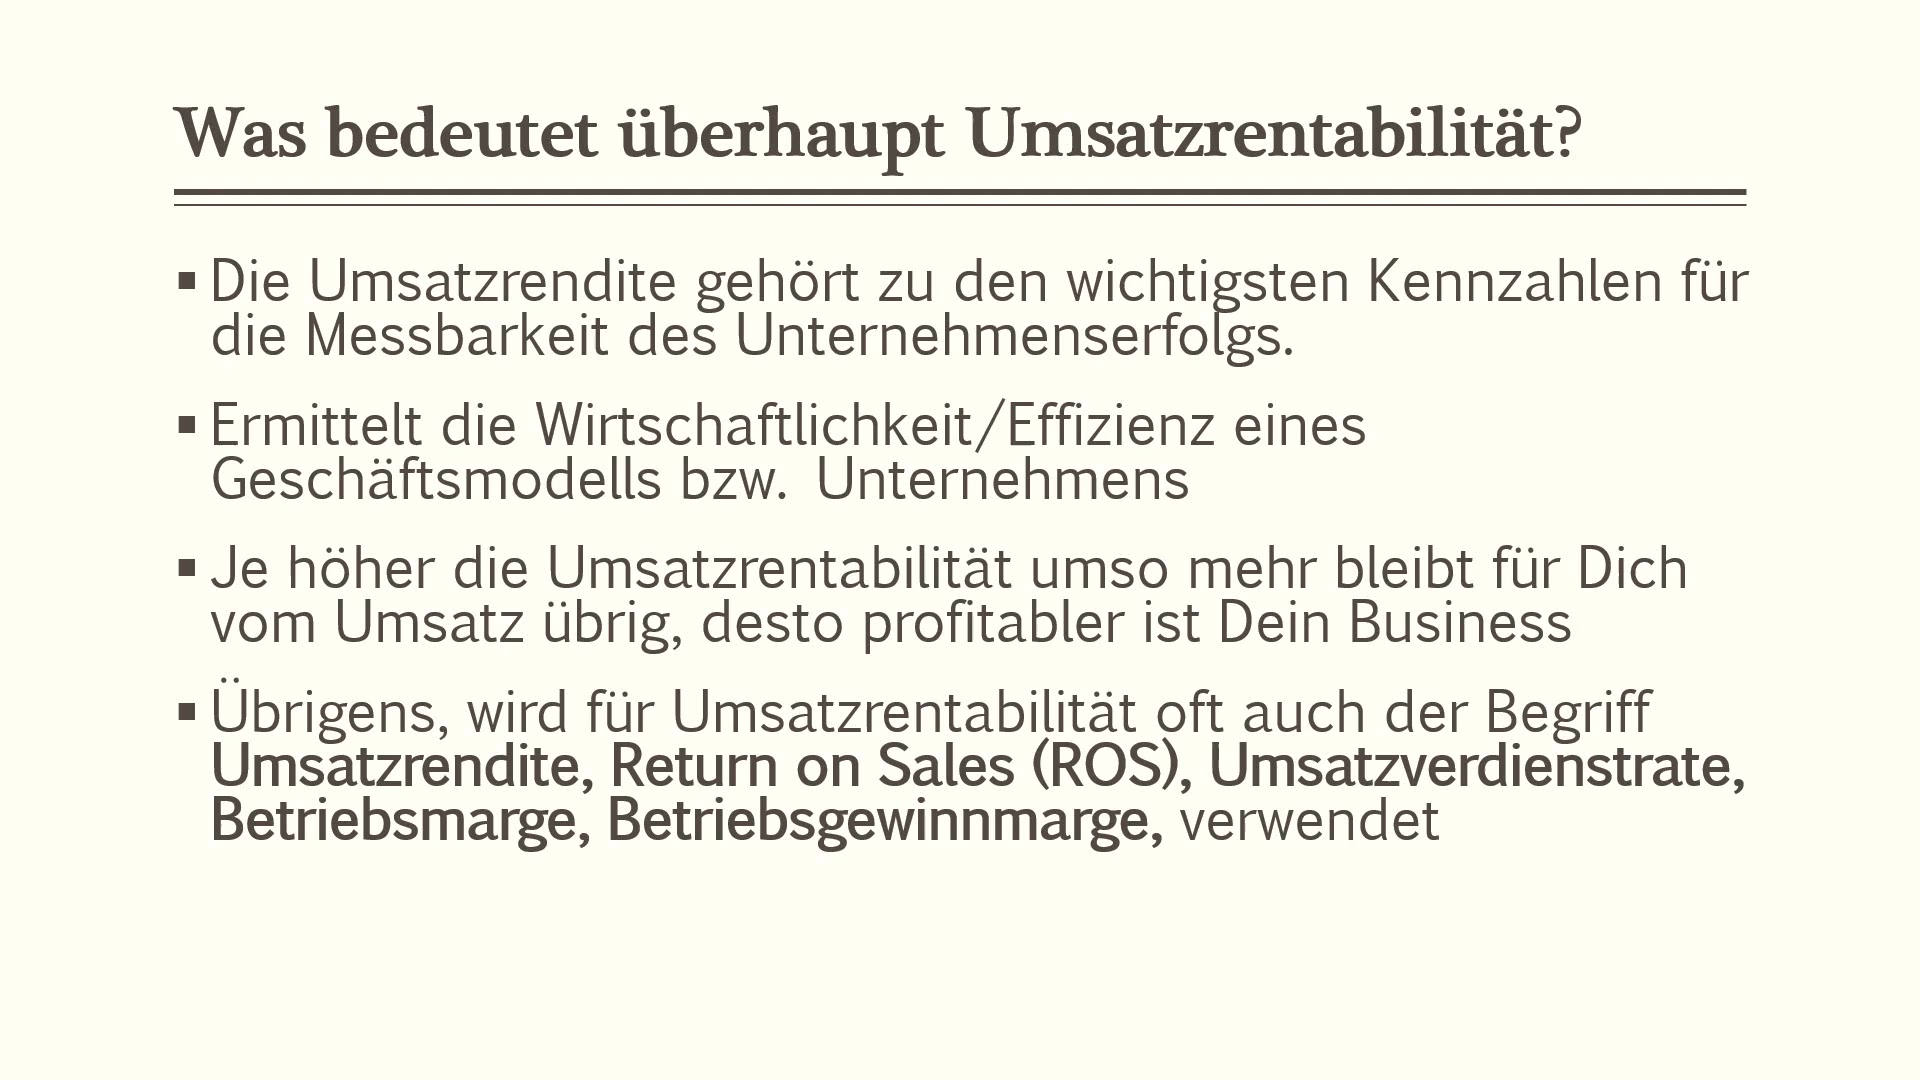 Was bedeutet überhaupt Umsatzrentabilität?
▪ Die Umsatzrendite gehört zu den wichtigsten Kennzahlen für
die Messbarkeit des Unternehmenserfolgs.
▪ Ermittelt die Wirtschaftlichkeit/Effizienz eines
Geschäftsmodells bzw. Unternehmens
▪ Je höher die Umsatzrentabilität umso mehr bleibt für Dich
vom Umsatz übrig, desto profitabler ist Dein Business
▪ Übrigens, wird für Umsatzrentabilität oft auch der Begriff
Umsatzrendite, Return on Sales (ROS), Umsatzverdienstrate,
Betriebsmarge, Betriebsgewinnmarge, verwendet